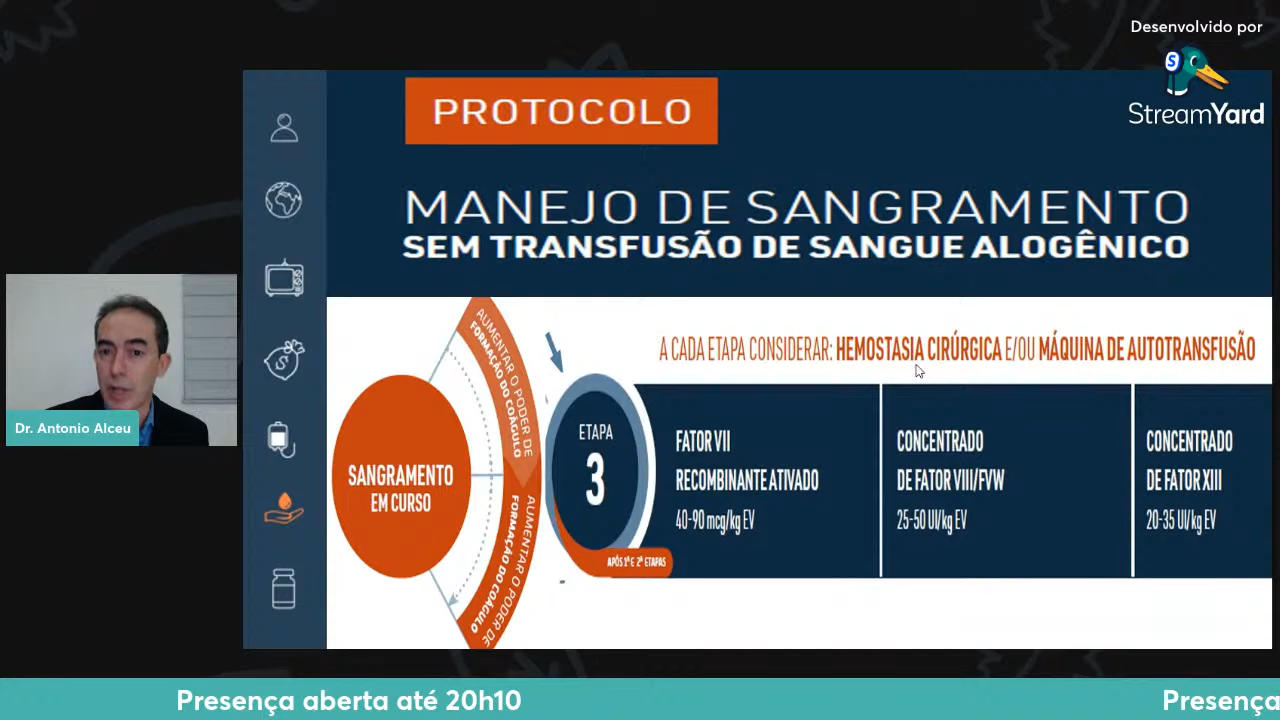 Desenvolvido por
StreamYard
PROTOCOLO
MANEJO DE SANGRAMENTO
SEM TRANSFUSÃO DE SANGUE ALOGÊNICO
A CADA ETAPA CONSIDERAR: HEMOSTASIA CIRÚRGICA E/OU MÁQUINA DE AUTOTRANSFUSÃO
AUMENTAR O PODER DE
FORMAÇÃO DO COÁGULO
SANGRAMENTO
EM CURSO
AUMENTAR O PODER DE
FORMAÇÃO DO COÁGULO
ETAPA
3
APÓS 1ª E 2ª ETAPAS
FATOR VII
RECOMBINANTE ATIVADO
40-90 mcg/kg EV
CONCENTRADO
DE FATOR VIII/FVW
25-50 UI/kg EV
CONCENTRADO
DE FATOR XIII
20-35 UI/kg EV
Dr. Antonio Alceu
Presença aberta até 20h10
Presença